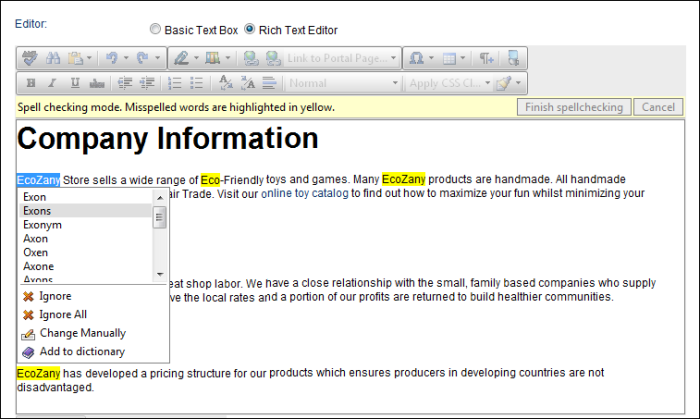 Editor:
Basic Text Box Rich Text Editor
Link to Portal Page...
B I U abc Normal Apply CSS Cl...
Spell checking mode. Misspelled words are highlighted in yellow. Finish spellchecking Cancel
Company Information
EcoZany Store sells a wide range of Eco-Friendly toys and games. Many EcoZany products are handmade. All handmade
air Trade. Visit our online toy catalog to find out how to maximize your fun whilst minimizing your
Exon
Exons
Exonym
Axon
Oxen
Axone
Axons
eat shop labor. We have a close relationship with the small, family based companies who supply
Ignore
ve the local rates and a portion of our profits are returned to build healthier communities.
Ignore All
Change Manually
Add to dictionary
EcoZany has developed a pricing structure for our products which ensures producers in developing countries are not
disadvantaged.